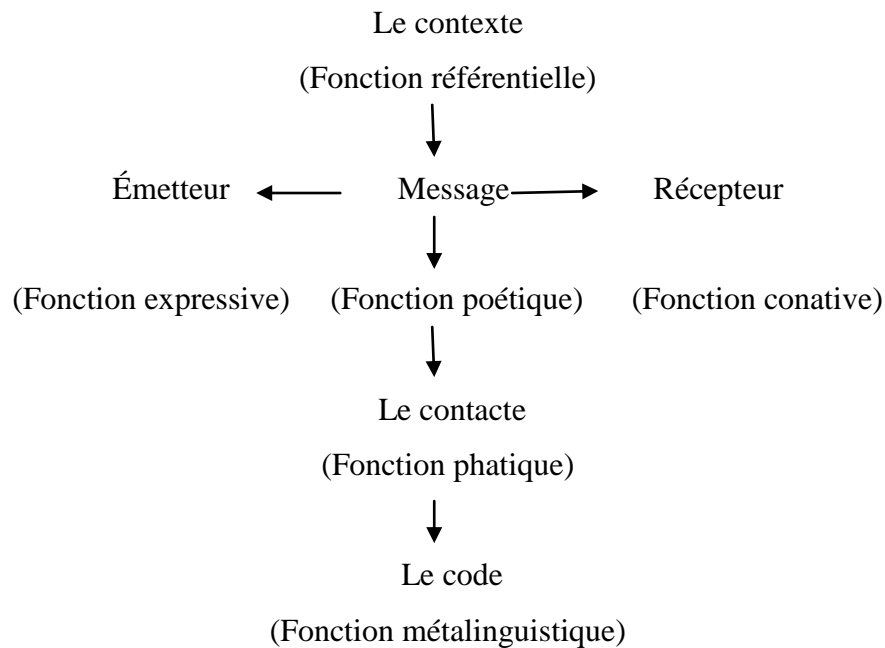 Le contexte
(Fonction référentielle)
Émetteur Message Récepteur
(Fonction expressive) (Fonction poétique) (Fonction conative)
Le contacte
(Fonction phatique)
Le code
(Fonction métalinguistique)